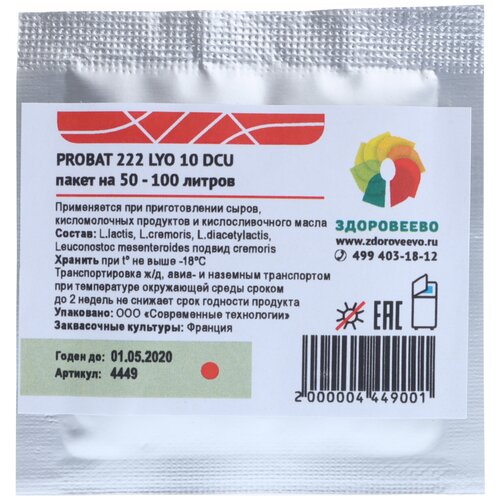 PROBAT 222 LYO 10 DCU
пакет на 50 - 100 литров
Применяется при приготовлении сыров,
кисломолочных продуктов и кислосливочного масла
Состав: L.lactis, L.cremoris, L.diacetylactis,
Leuconostoc mesenteroides подвид cremoris
Хранить при t° не выше -18°C
Транспортировка ж/д, авиа- и наземным транспортом
при температуре окружающей среды сроком
до 2 недель не снижает срок годности продукта
Упаковано: ООО «Современные технологии»
Заквасочные культуры: Франция
Годен до: 01.05.2020
Артикул: 4449
ЗДОРОВЕЕВО
www.zdoroveevo.ru
499 403-18-12
EAC
2 000004 449001